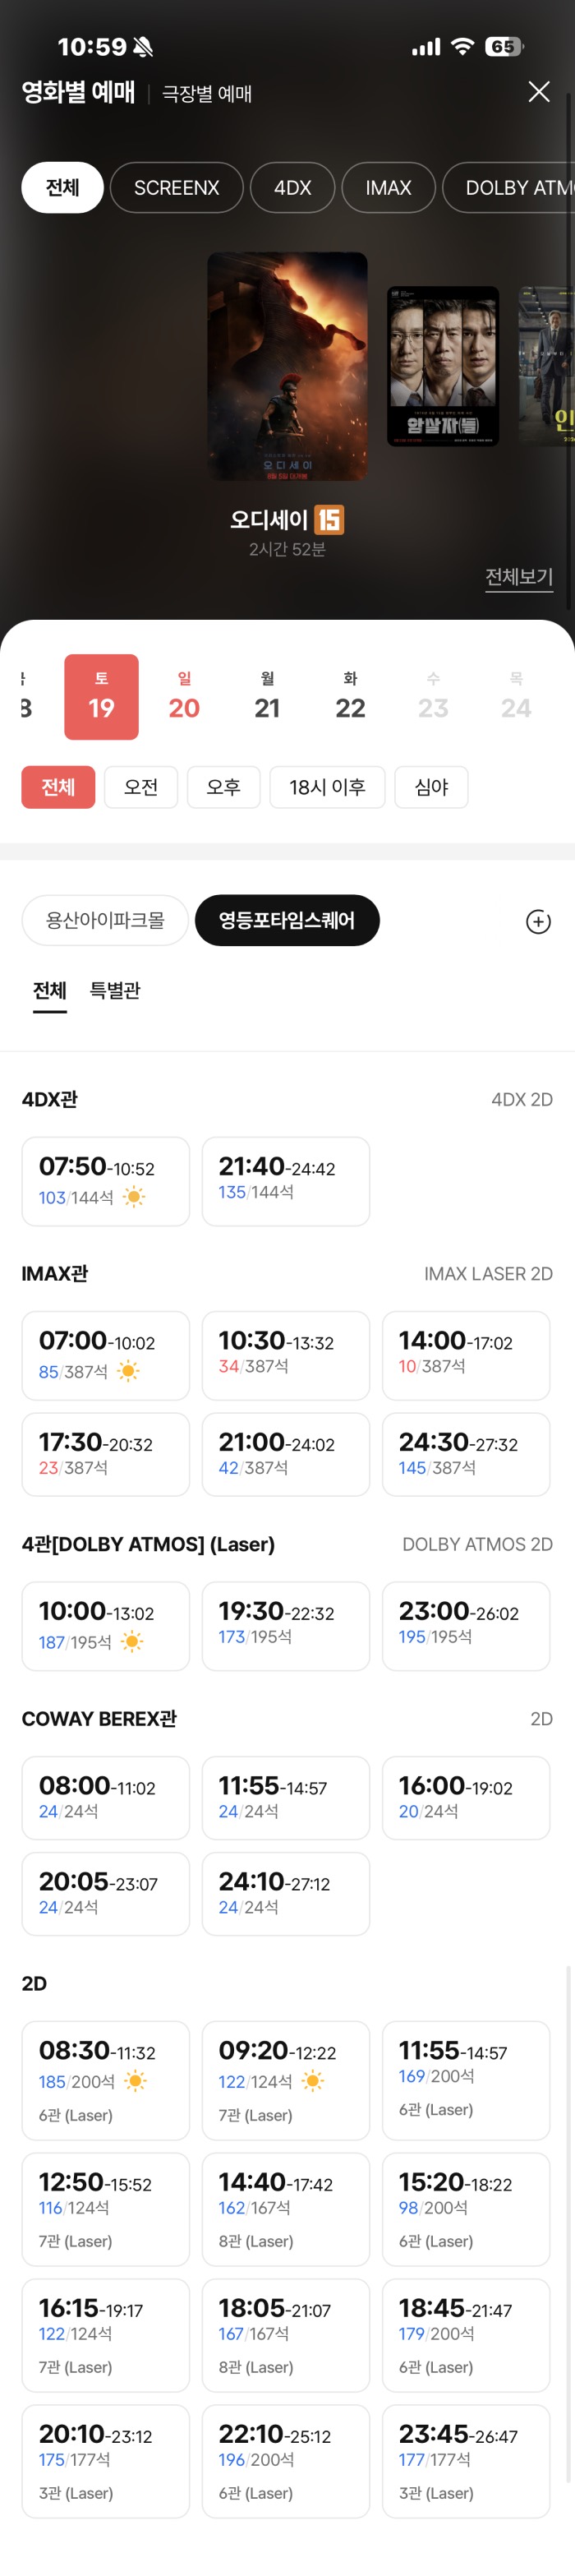 10:59
65
영화별 예매 | 극장별 예매
전체 SCREENX 4DX IMAX DOLBY ATM
오디세이
8월 5일 대개봉
암살자(들)
인
오디세이 15
2시간 52분
전체보기
토 일 월 화 수 목
19 20 21 22 23 24
전체 오전 오후 18시 이후 심야
용산아이파크몰 영등포타임스퀘어
전체 특별관
4DX관 4DX 2D
07:50-10:52 21:40-24:42
103/144석 135/144석
IMAX관 IMAX LASER 2D
07:00-10:02 10:30-13:32 14:00-17:02
85/387석 34/387석 10/387석
17:30-20:32 21:00-24:02 24:30-27:32
23/387석 42/387석 145/387석
4관[DOLBY ATMOS] (Laser) DOLBY ATMOS 2D
10:00-13:02 19:30-22:32 23:00-26:02
187/195석 173/195석 195/195석
COWAY BEREX관 2D
08:00-11:02 11:55-14:57 16:00-19:02
24/24석 24/24석 20/24석
20:05-23:07 24:10-27:12
24/24석 24/24석
2D
08:30-11:32 09:20-12:22 11:55-14:57
185/200석 122/124석 169/200석
6관 (Laser) 7관 (Laser) 6관 (Laser)
12:50-15:52 14:40-17:42 15:20-18:22
116/124석 162/167석 98/200석
7관 (Laser) 8관 (Laser) 6관 (Laser)
16:15-19:17 18:05-21:07 18:45-21:47
122/124석 167/167석 179/200석
7관 (Laser) 8관 (Laser) 6관 (Laser)
20:10-23:12 22:10-25:12 23:45-26:47
175/177석 196/200석 177/177석
3관 (Laser) 6관 (Laser) 3관 (Laser)